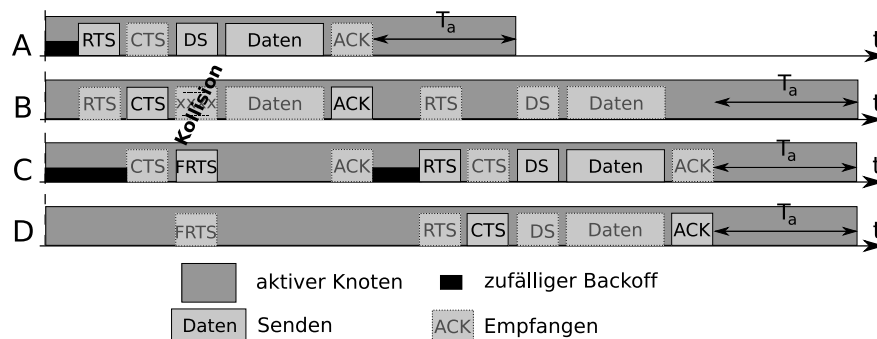 A RTS CTS DS Daten ACK Ta t
B RTS CTS xxxx Daten ACK RTS DS Daten Ta t
Kollision
C CTS FRTS ACK RTS CTS DS Daten ACK Ta t
D FRTS RTS CTS DS Daten ACK Ta t
aktiver Knoten zufälliger Backoff
Daten Senden ACK Empfangen